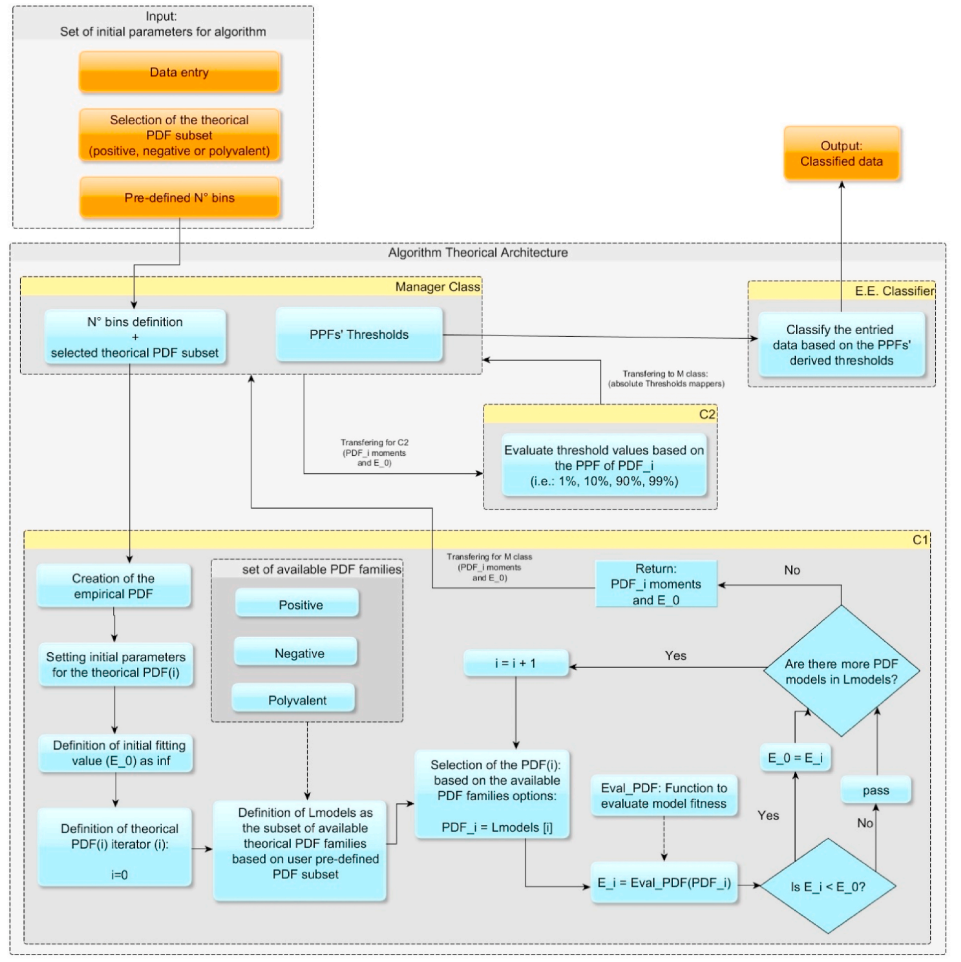 Input:
Set of initial parameters for algorithm
Data entry
Selection of the theorical
PDF subset
(positive, negative or polyvalent)
Pre-defined N° bins
Output:
Classified data
Algorithm Theorical Architecture
Manager Class
N° bins definition
+
selected theorical PDF subset
PPFs' Thresholds
E.E. Classifier
Classify the entried
data based on the PPFs'
derived thresholds
Transfering to M class:
(absolute Thresholds mappers)
C2
Evaluate threshold values based on
the PPF of PDF_i
(i.e.: 1%, 10%, 90%, 99%)
Transfering for C2
(PDF_i moments
and E_0)
C1
Creation of the
empirical PDF
Setting initial parameters
for the theorical PDF(i)
Definition of initial fitting
value (E_0) as inf
Definition of theorical
PDF(i) iterator (i):
i=0
set of available PDF families
Positive
Negative
Polyvalent
Definition of Lmodels as
the subset of available
theorical PDF families
based on user pre-defined
PDF subset
Transfering for M class
(PDF_i moments
and E_0)
Return:
PDF_i moments
and E_0
No
Are there more PDF
models in Lmodels?
Yes
i = i + 1
Selection of the PDF(i):
based on the available
PDF families options:
PDF_i = Lmodels [i]
Eval_PDF: Function to
evaluate model fitness
E_i = Eval_PDF(PDF_i)
E_0 = E_i
pass
Yes
No
Is E_i < E_0?